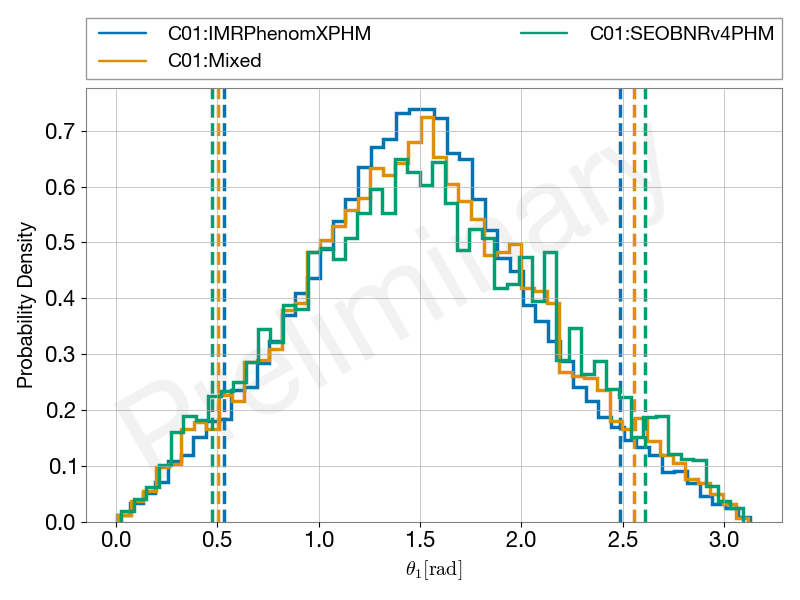 C01:IMRPhenomXPHM
C01:Mixed
C01:SEOBNRv4PHM
Preliminary
Probability Density
0.7
0.6
0.5
0.4
0.3
0.2
0.1
0.0
0.0 0.5 1.0 1.5 2.0 2.5 3.0
θ₁[rad]